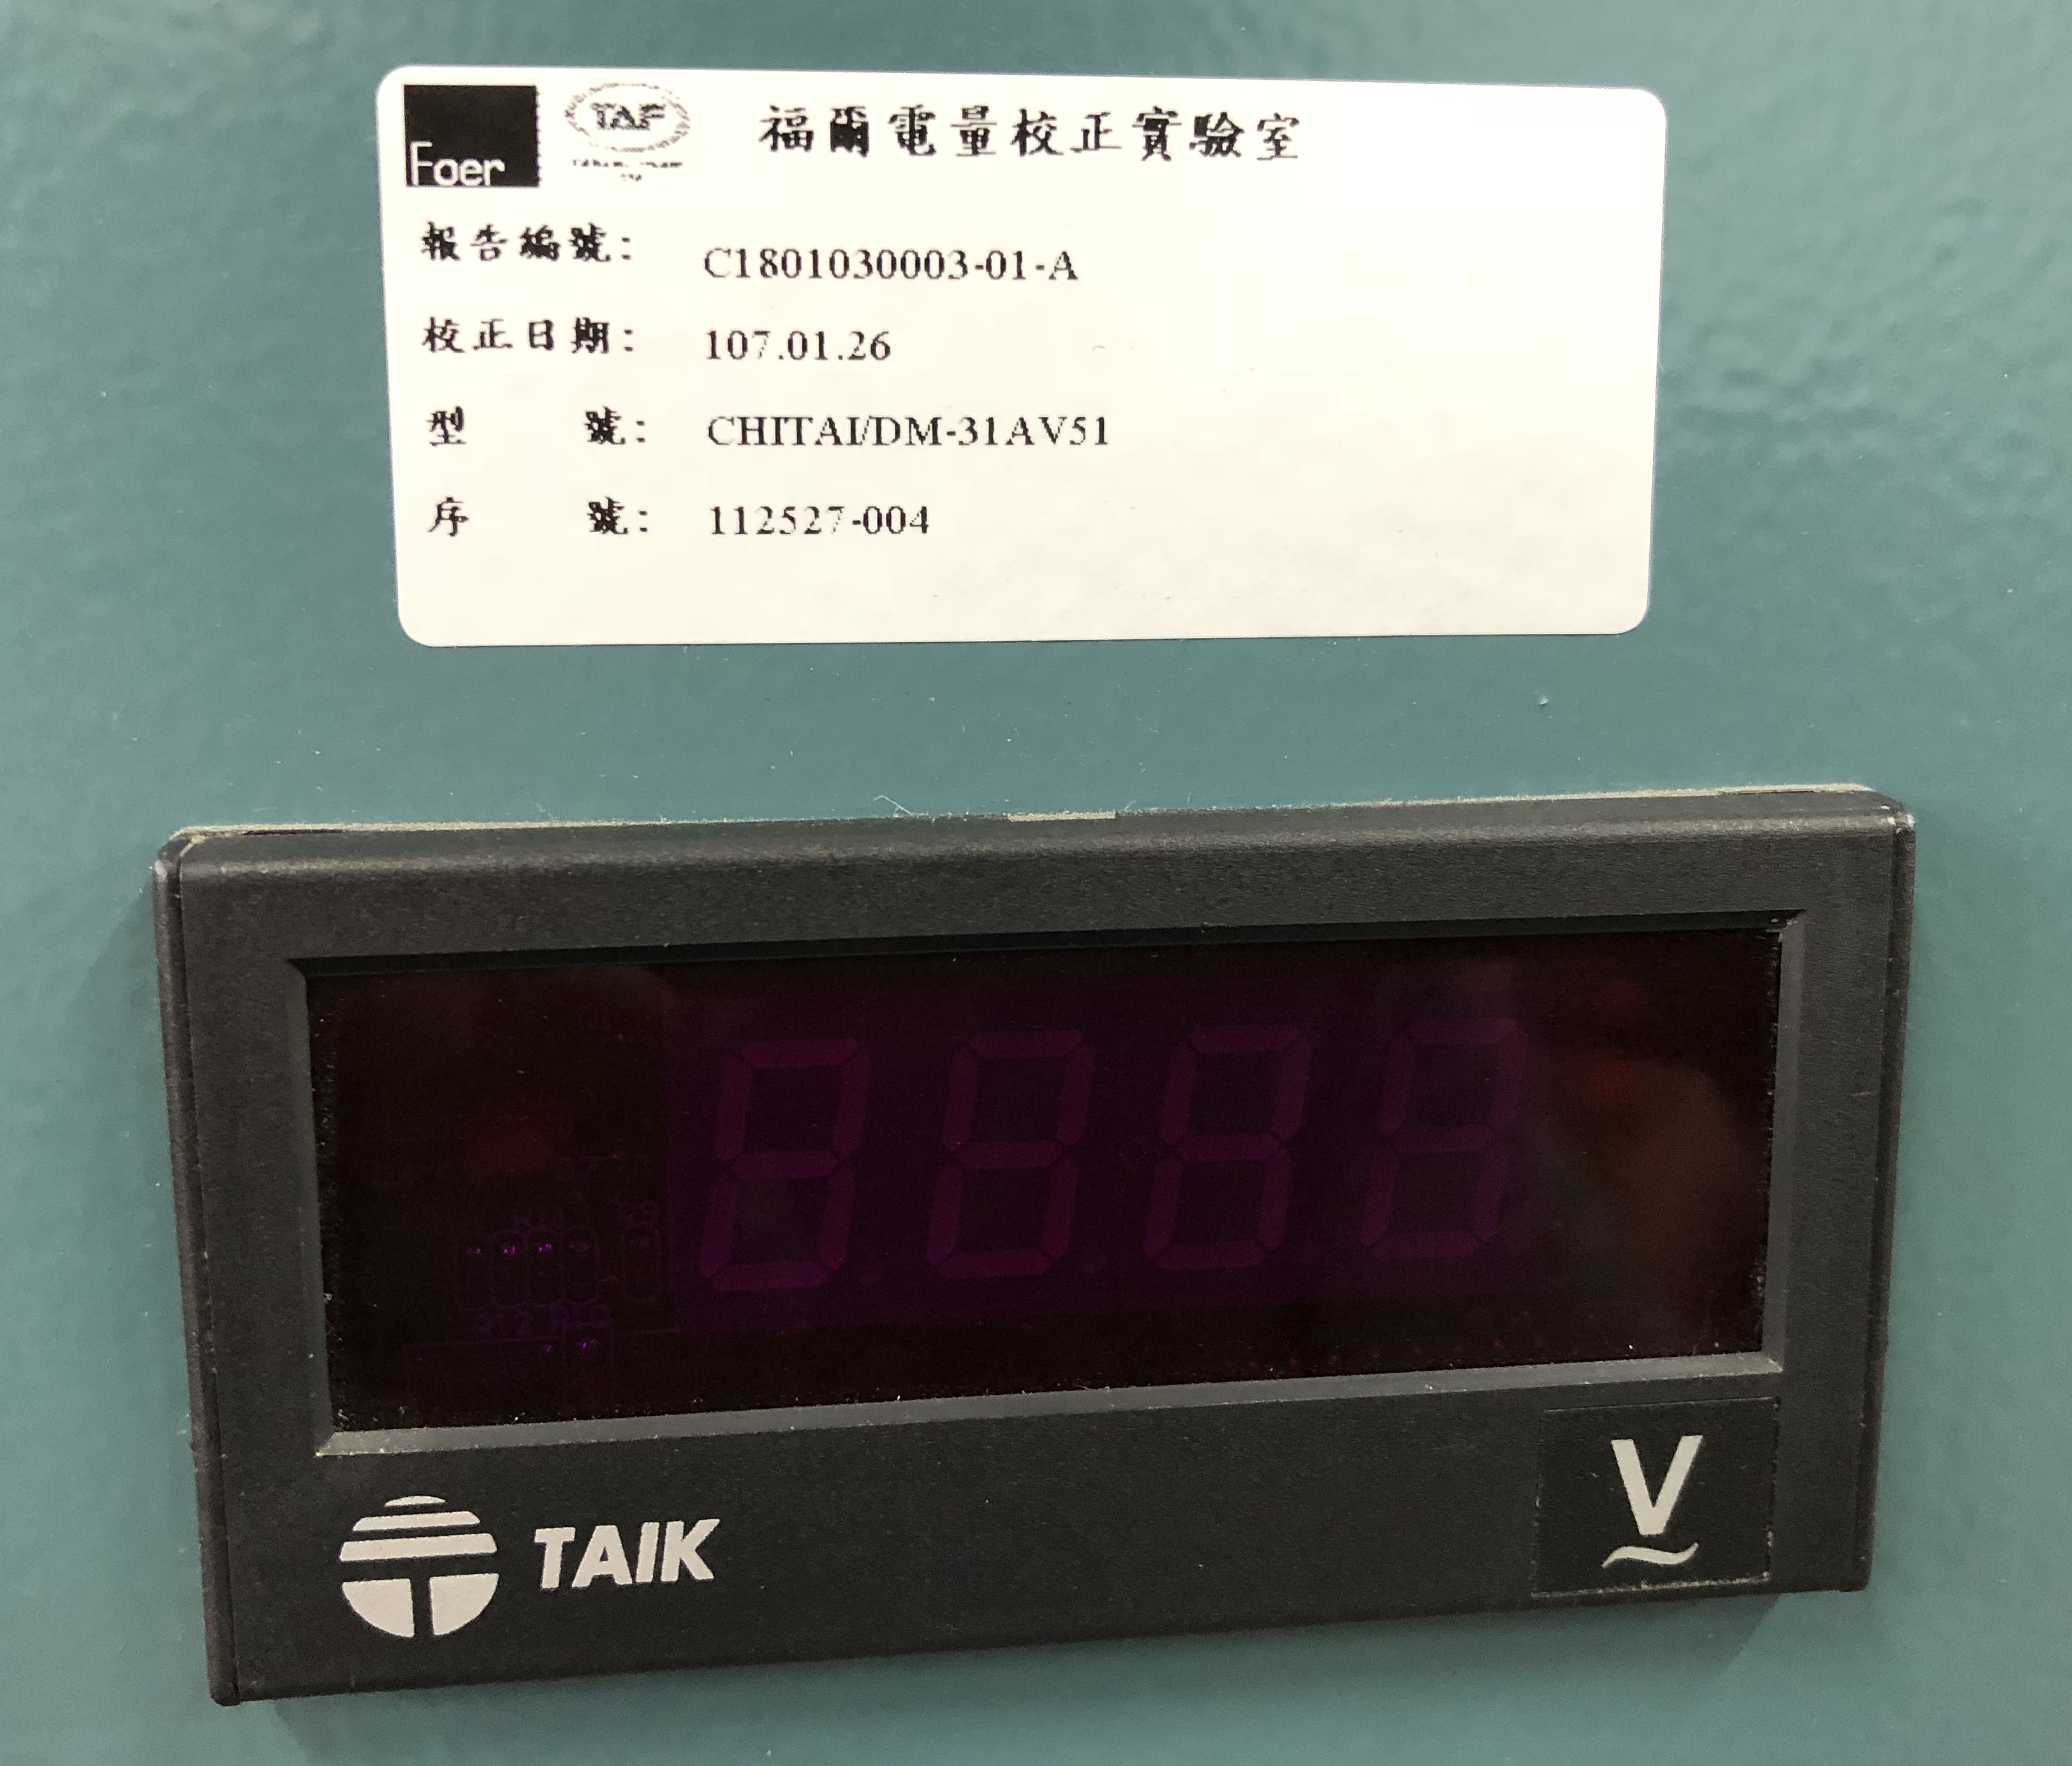 Foer TAF 福爾電量校正實驗室
報告編號: C1801030003-01-A
校正日期: 107.01.26
型 號: CHITAI/DM-31AV51
序 號: 112527-004
TAIK
V